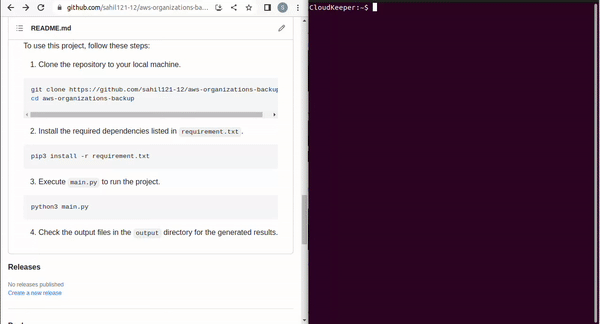 github.com/sahil121-12/aws-organizations-ba...
S
README.md
To use this project, follow these steps:
1. Clone the repository to your local machine.
git clone https://github.com/sahil121-12/aws-organizations-backup
cd aws-organizations-backup
2. Install the required dependencies listed in requirement.txt.
pip3 install -r requirement.txt
3. Execute main.py to run the project.
python3 main.py
4. Check the output files in the output directory for the generated results.
Releases
No releases published
Create a new release
CloudKeeper:~$